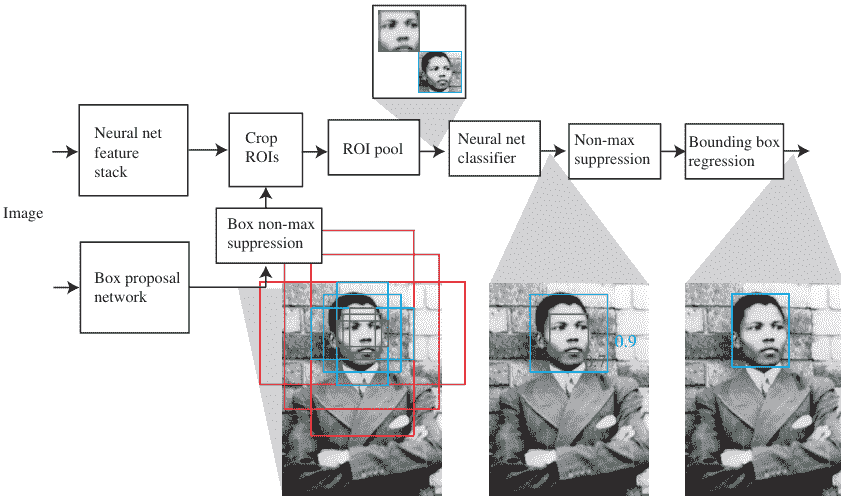 Neural net
feature
stack
Crop
ROIs
ROI pool
Neural net
classifier
Non-max
suppression
Bounding box
regression
Image
Box non-max
suppression
Box proposal
network
0.9